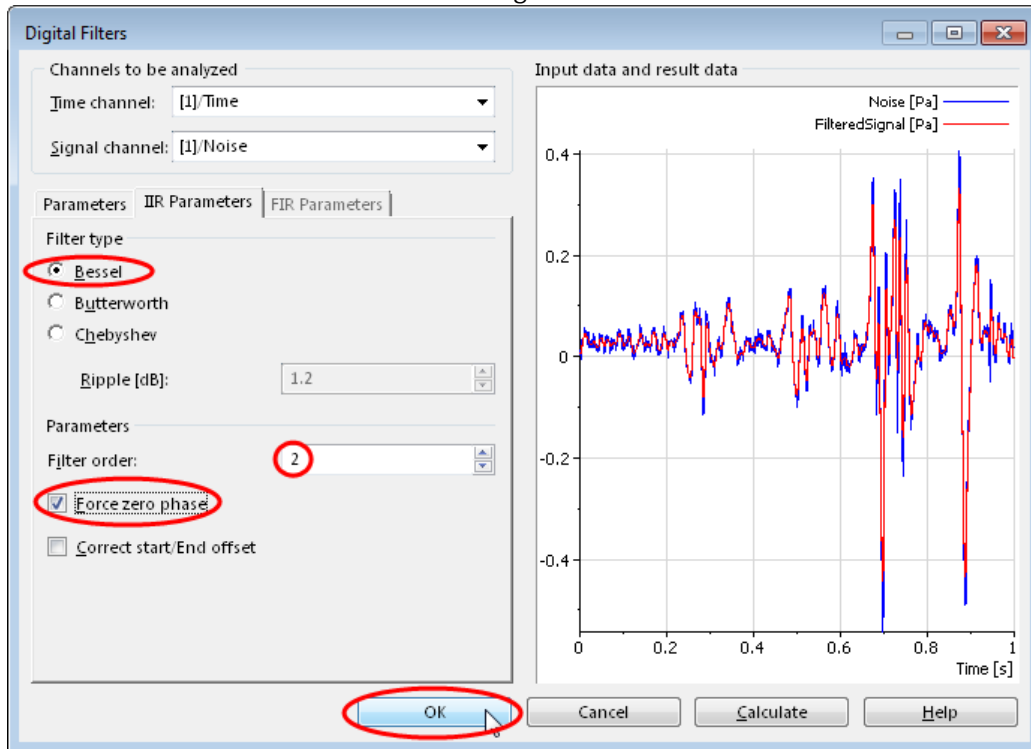 Digital Filters
Channels to be analyzed
Time channel: [1]/Time
Signal channel: [1]/Noise
Parameters IIR Parameters FIR Parameters
Filter type
Bessel
Butterworth
Chebyshev
Ripple [dB]: 1.2
Parameters
Filter order: 2
Force zero phase
Correct start/End offset
Input data and result data
Noise [Pa]
FilteredSignal [Pa]
0.4
0.2
0
-0.2
-0.4
0 0.2 0.4 0.6 0.8 1
Time [s]
OK Cancel Calculate Help